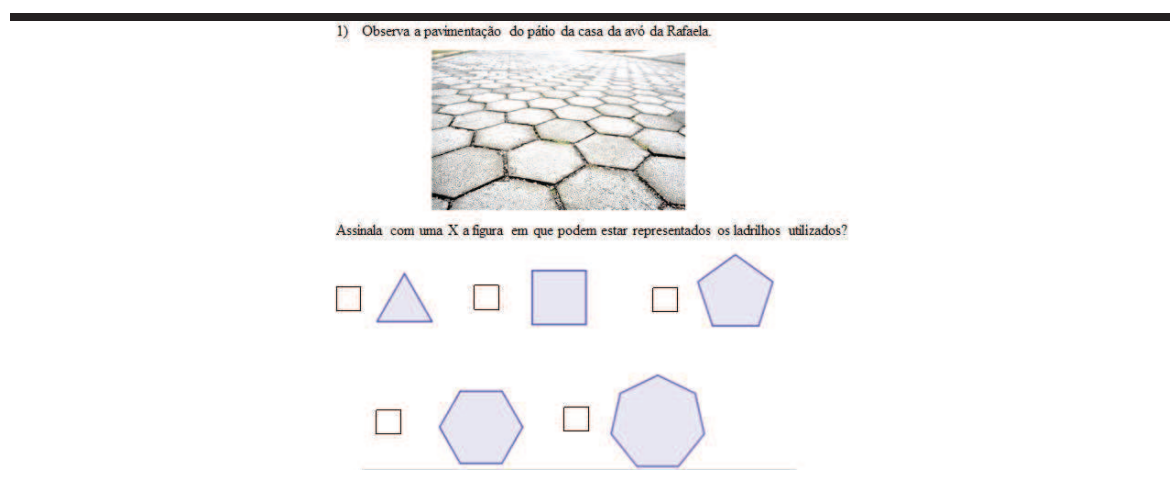 1) Observa a pavimentação do pátio da casa da avó da Rafaela.
Assinala com uma X a figura em que podem estar representados os ladrilhos utilizados?